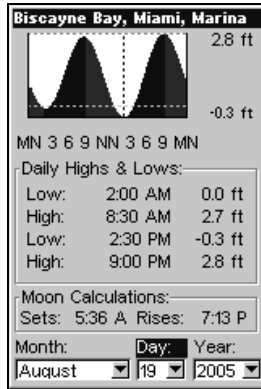 Biscayne Bay, Miami, Marina
2.8 ft
-0.3 ft
MN 3 6 9 NN 3 6 9 MN
Daily Highs & Lows:
Low: 2:00 AM 0.0 ft
High: 8:30 AM 2.7 ft
Low: 2:30 PM -0.3 ft
High: 9:00 PM 2.8 ft
Moon Calculations:
Sets: 5:36 A Rises: 7:13 P
Month: Day: Year:
August 19 2005